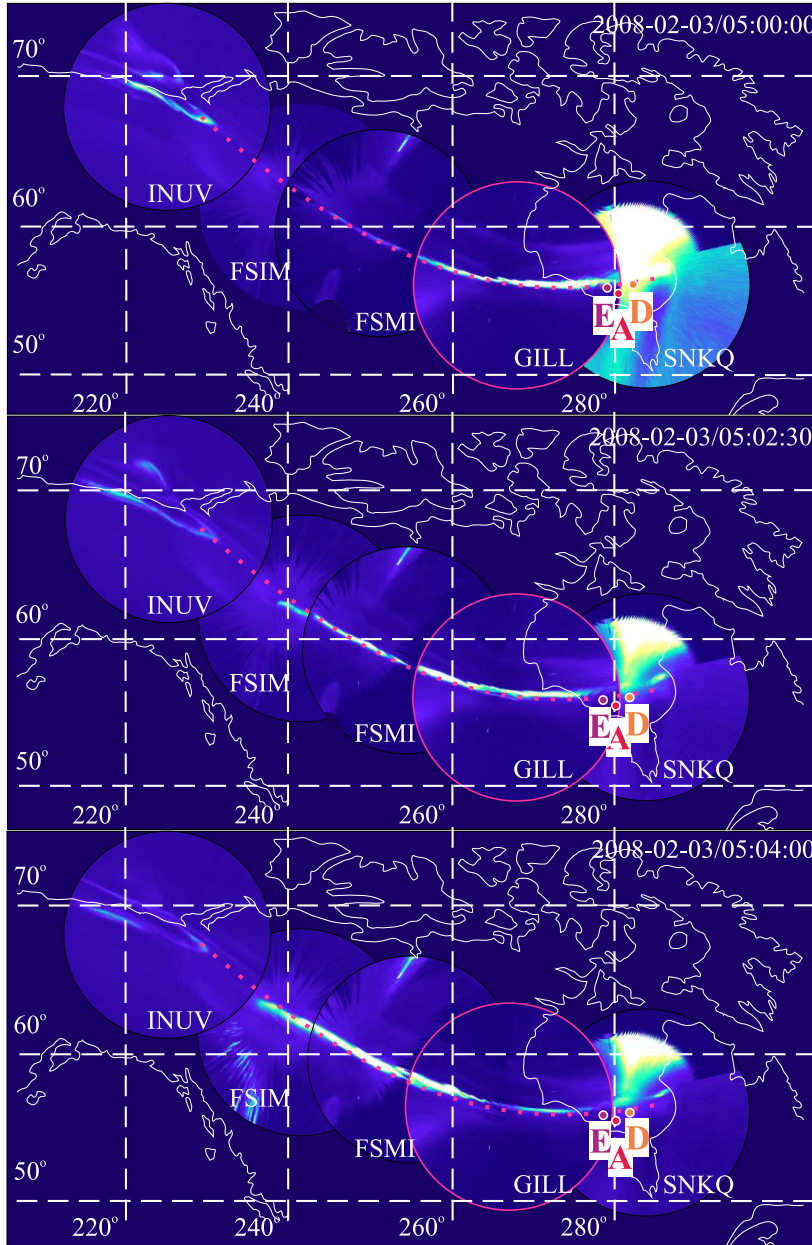 2008-02-03/05:00:00
70°
INUV
60°
FSIM
FSMI
E D
A
50°
GILL SNKQ
220° 240° 260° 280°
2008-02-03/05:02:30
70°
INUV
60°
FSIM
FSMI
E D
A
50°
GILL SNKQ
220° 240° 260° 280°
2008-02-03/05:04:00
70°
INUV
60°
FSIM
FSMI
E D
A
50°
GILL SNKQ
220° 240° 260° 280°